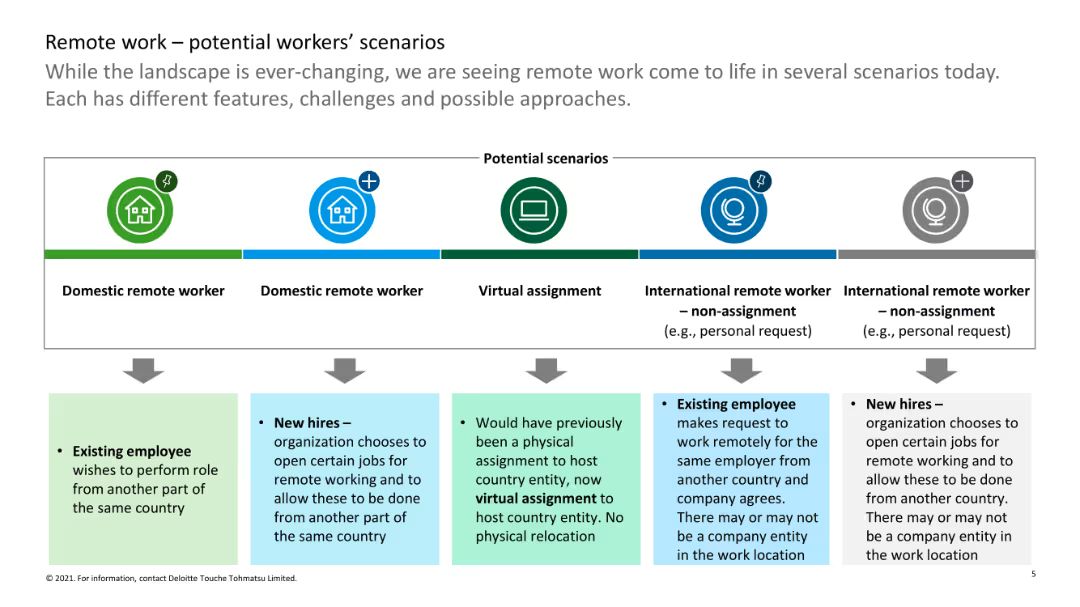 Remote work – potential workers’ scenarios
While the landscape is ever-changing, we are seeing remote work come to life in several scenarios today.
Each has different features, challenges and possible approaches.
Potential scenarios
Domestic remote worker
Domestic remote worker
Virtual assignment
International remote worker
– non-assignment
(e.g., personal request)
International remote worker
– non-assignment
(e.g., personal request)
• Existing employee
wishes to perform role
from another part of
the same country
• New hires –
organization chooses to
open certain jobs for
remote working and to
allow these to be done
from another part of
the same country
• Would have previously
been a physical
assignment to host
country entity, now
virtual assignment to
host country entity. No
physical relocation
• Existing employee
makes request to
work remotely for the
same employer from
another country and
company agrees.
There may or may not
be a company entity
in the work location
• New hires –
organization chooses to
open certain jobs for
remote working and to
allow these to be done
from another country.
There may or may not
be a company entity in
the work location
© 2021. For information, contact Deloitte Touche Tohmatsu Limited.
5